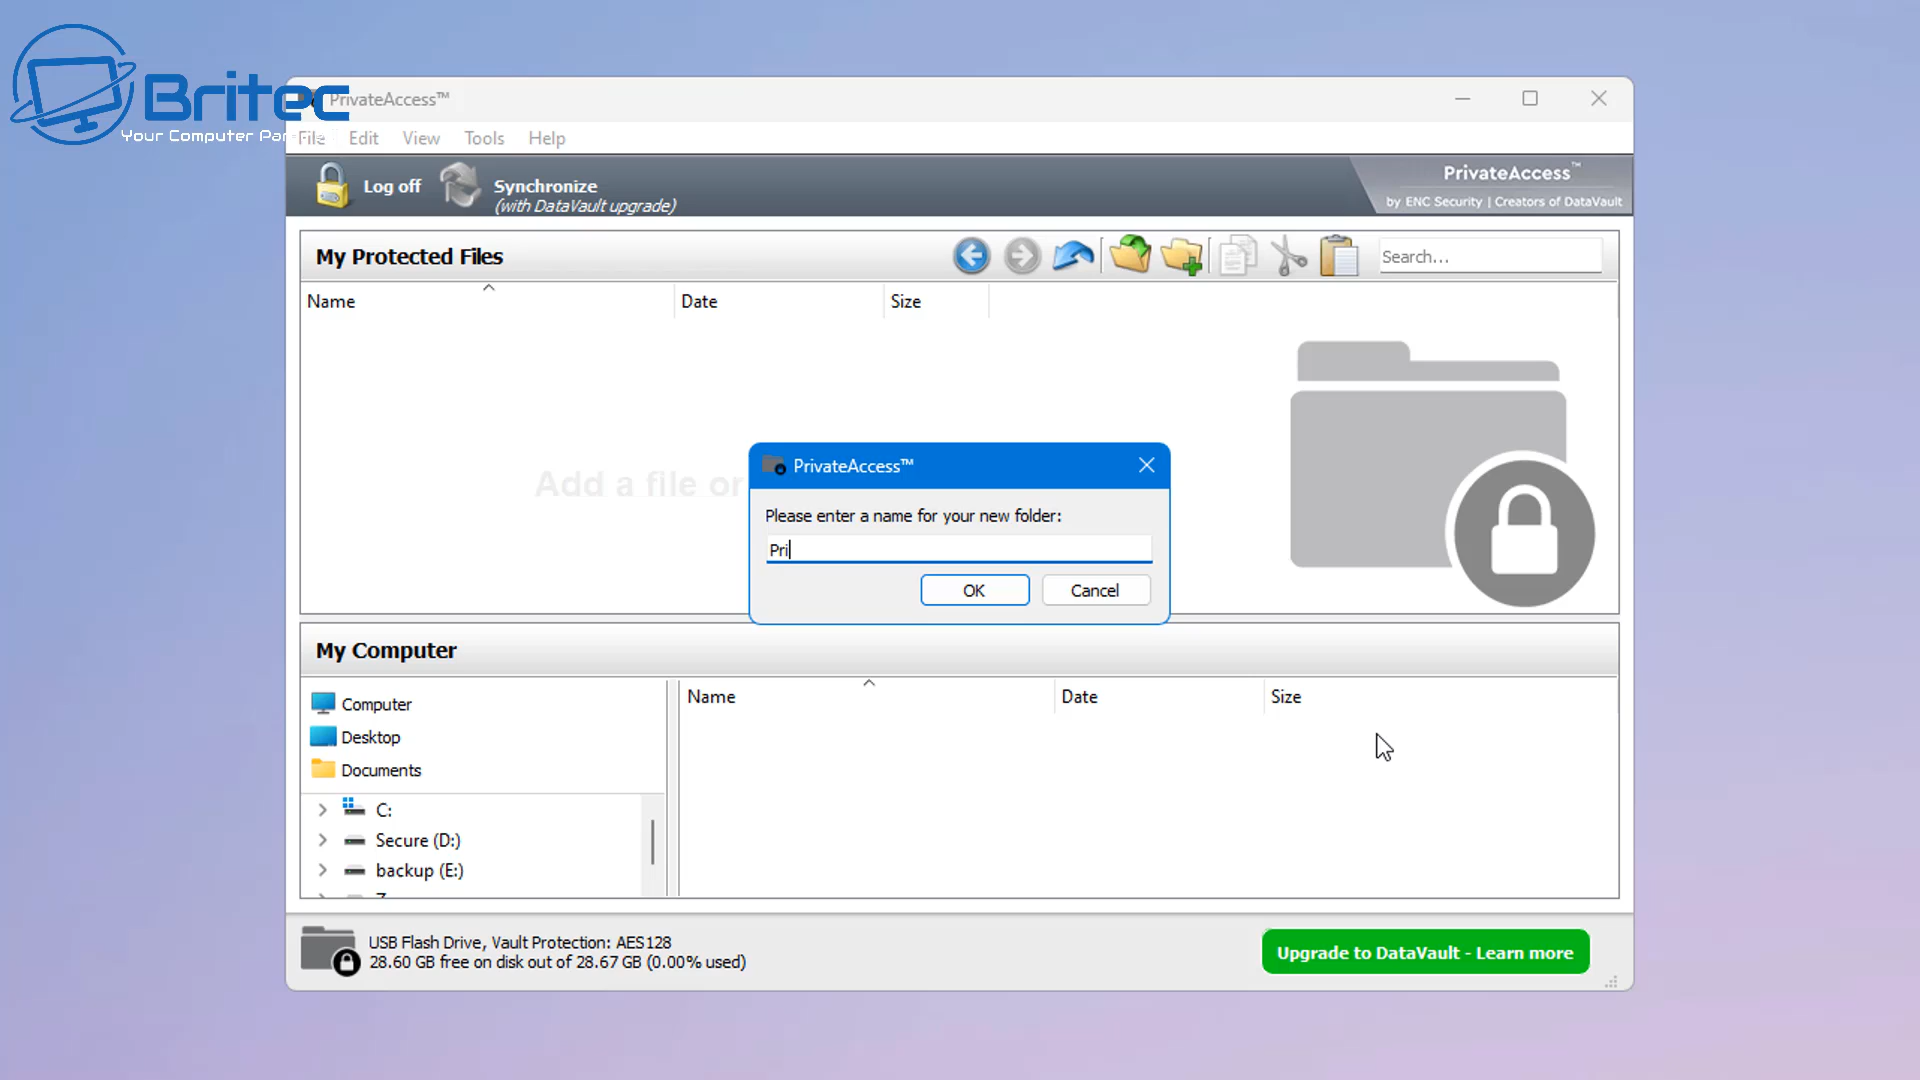 Britec
Your Computer Pa
PrivateAccess™
File Edit View Tools Help
Log off
Synchronize
(with DataVault upgrade)
PrivateAccess™
by ENC Security | Creators of DataVault
My Protected Files
Search...
Name Date Size
Add a file or
PrivateAccess™
Please enter a name for your new folder:
Pri
OK Cancel
My Computer
Computer
Desktop
Documents
C:
Secure (D:)
backup (E:)
Name Date Size
USB Flash Drive, Vault Protection: AES128
28.60 GB free on disk out of 28.67 GB (0.00% used)
Upgrade to DataVault - Learn more